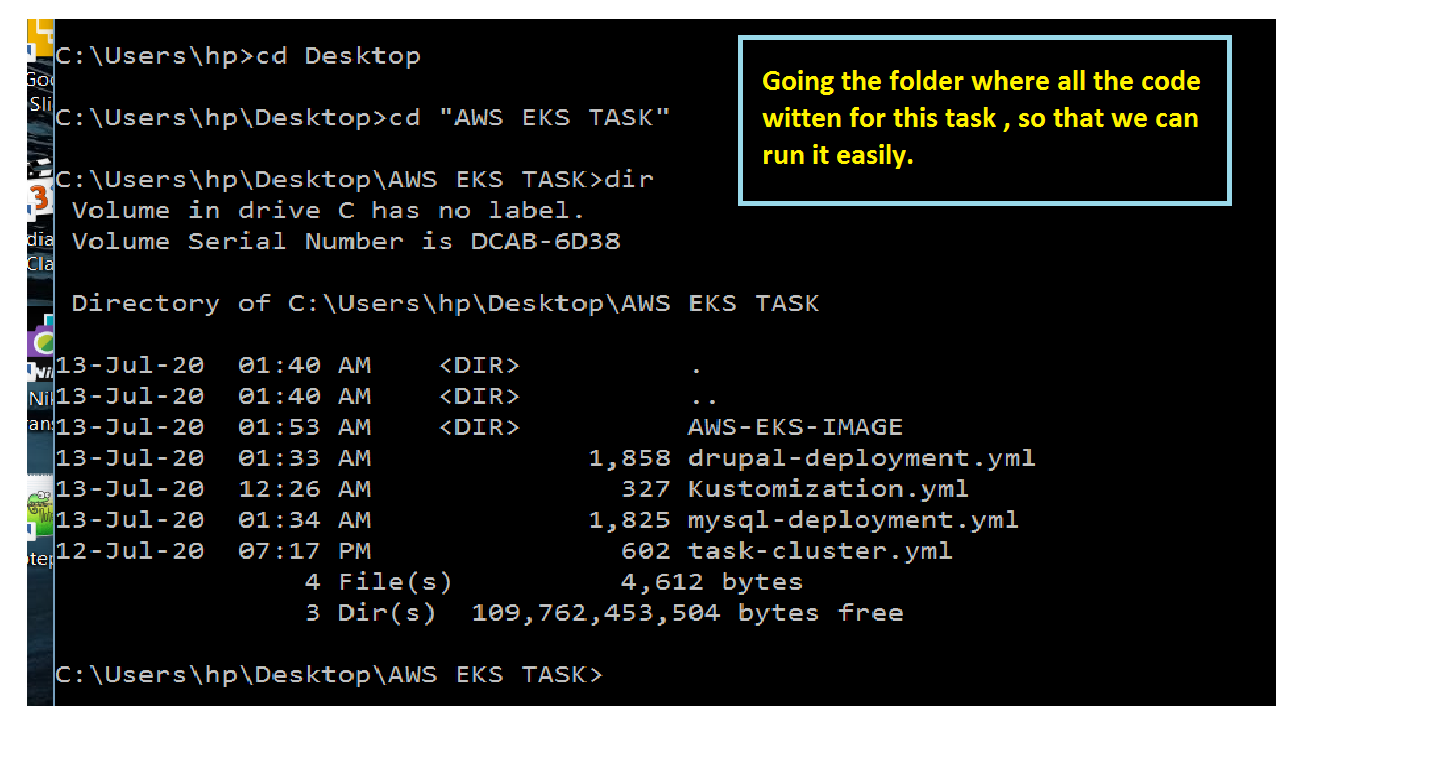 C:\Users\hp>cd Desktop
C:\Users\hp\Desktop>cd "AWS EKS TASK"
C:\Users\hp\Desktop\AWS EKS TASK>dir
 Volume in drive C has no label.
 Volume Serial Number is DCAB-6D38
 Directory of C:\Users\hp\Desktop\AWS EKS TASK
13-Jul-20  01:40 AM    <DIR>          .
13-Jul-20  01:40 AM    <DIR>          ..
13-Jul-20  01:53 AM    <DIR>          AWS-EKS-IMAGE
13-Jul-20  01:33 AM             1,858 drupal-deployment.yml
13-Jul-20  12:26 AM               327 Kustomization.yml
13-Jul-20  01:34 AM             1,825 mysql-deployment.yml
12-Jul-20  07:17 PM               602 task-cluster.yml
               4 File(s)          4,612 bytes
               3 Dir(s)  109,762,453,504 bytes free
C:\Users\hp\Desktop\AWS EKS TASK>
Going the folder where all the code
witten for this task , so that we can
run it easily.